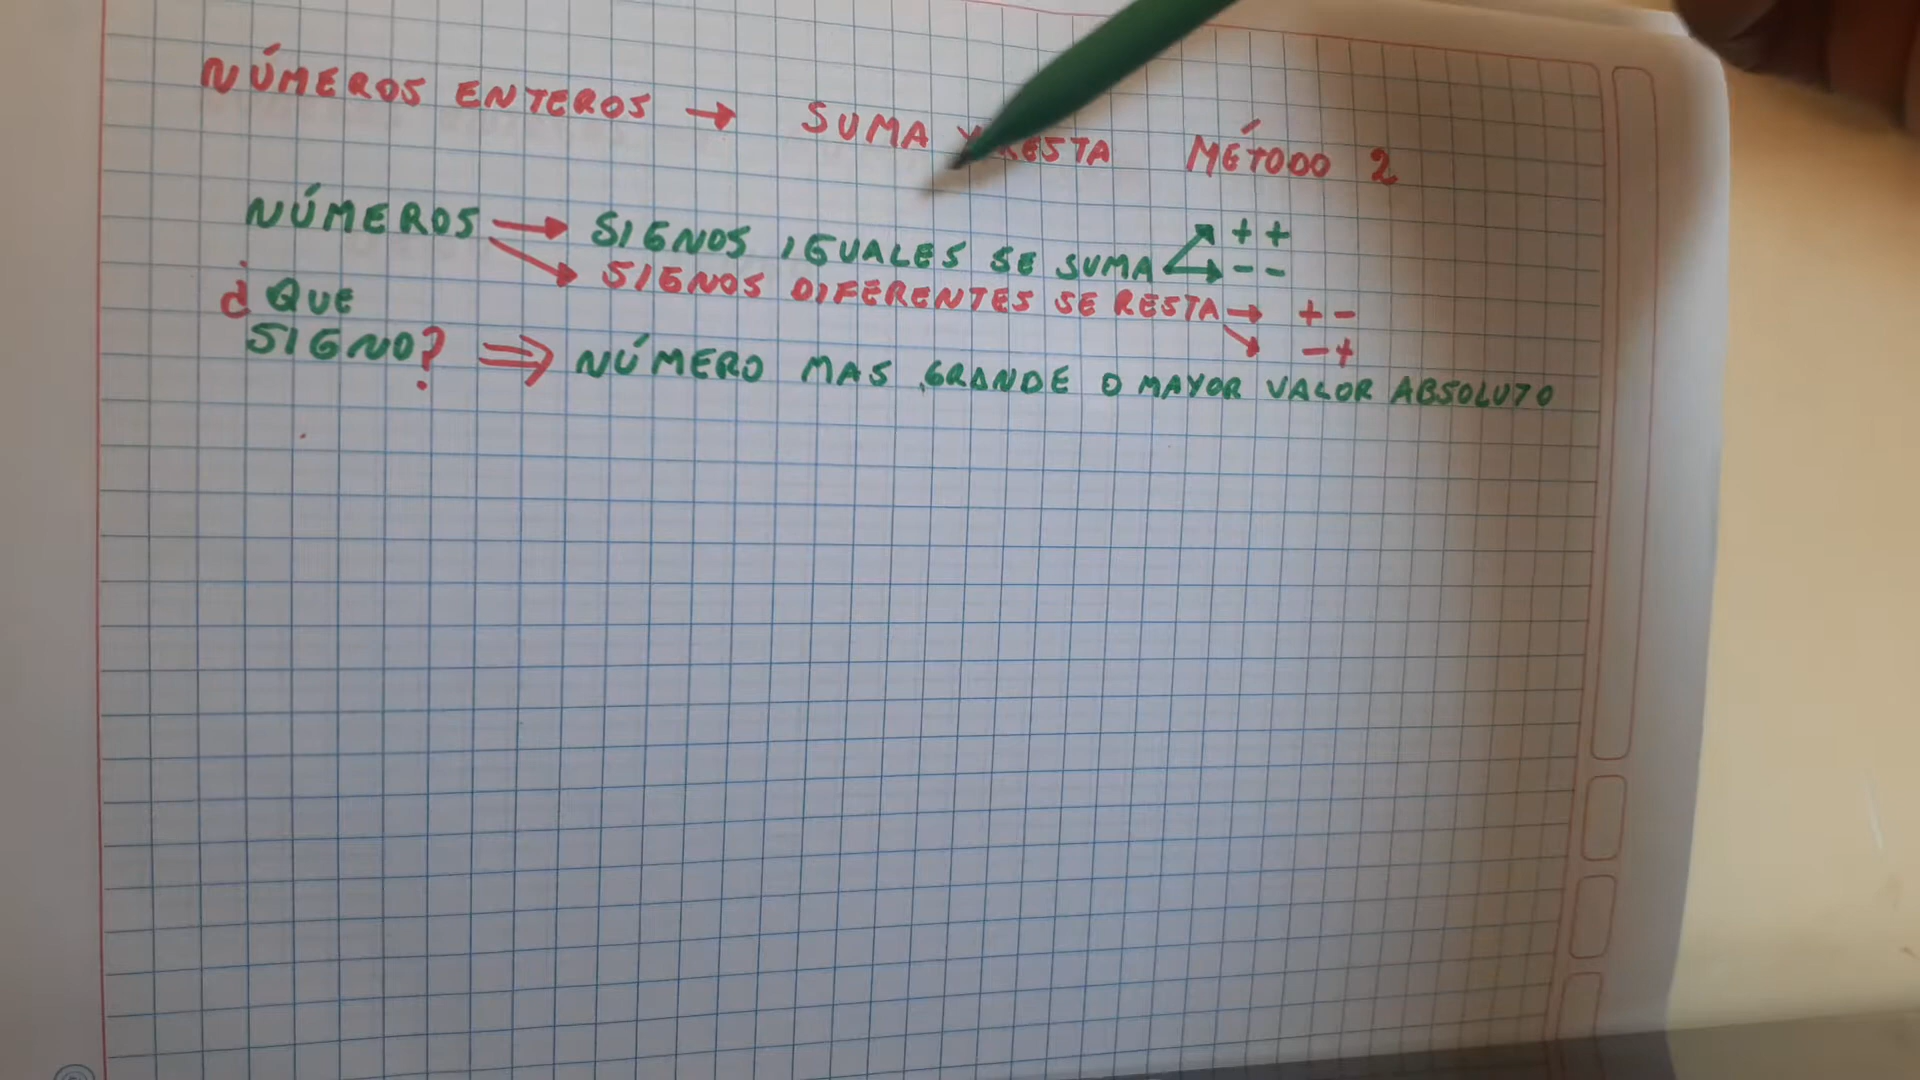 NÚMEROS ENTEROS → SUMA Y RESTA MÉTODO 2
NÚMEROS → SIGNOS IGUALES SE SUMA ++
--
SIGNOS DIFERENTES SE RESTA → +-
-+
¿QUE
SIGNO? ⇒ NÚMERO MAS GRANDE O MAYOR VALOR ABSOLUTO